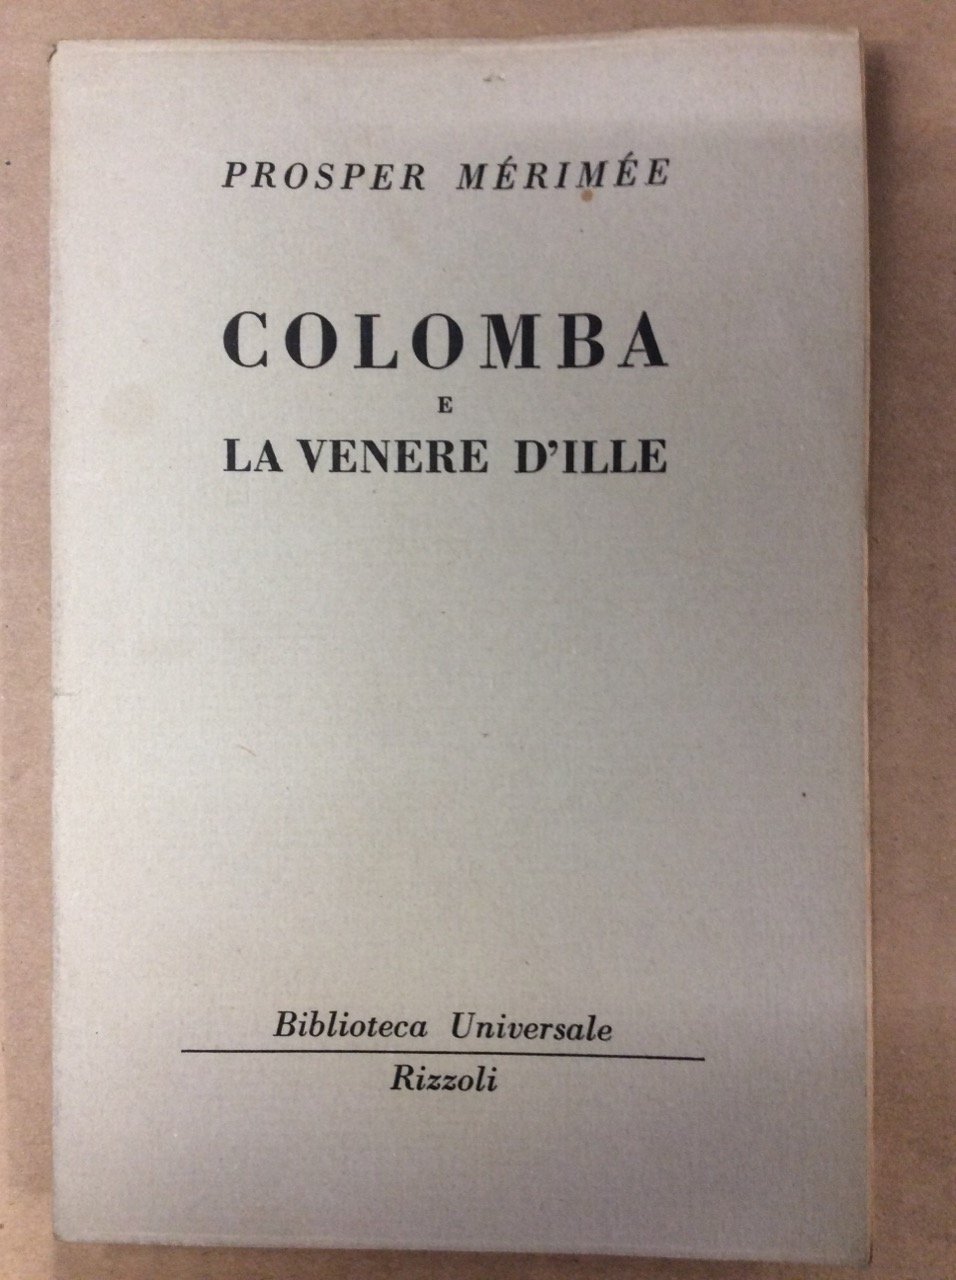 PROSPER MÉRIMÉE
COLOMBA
E
LA VENERE D'ILLE
Biblioteca Universale
Rizzoli